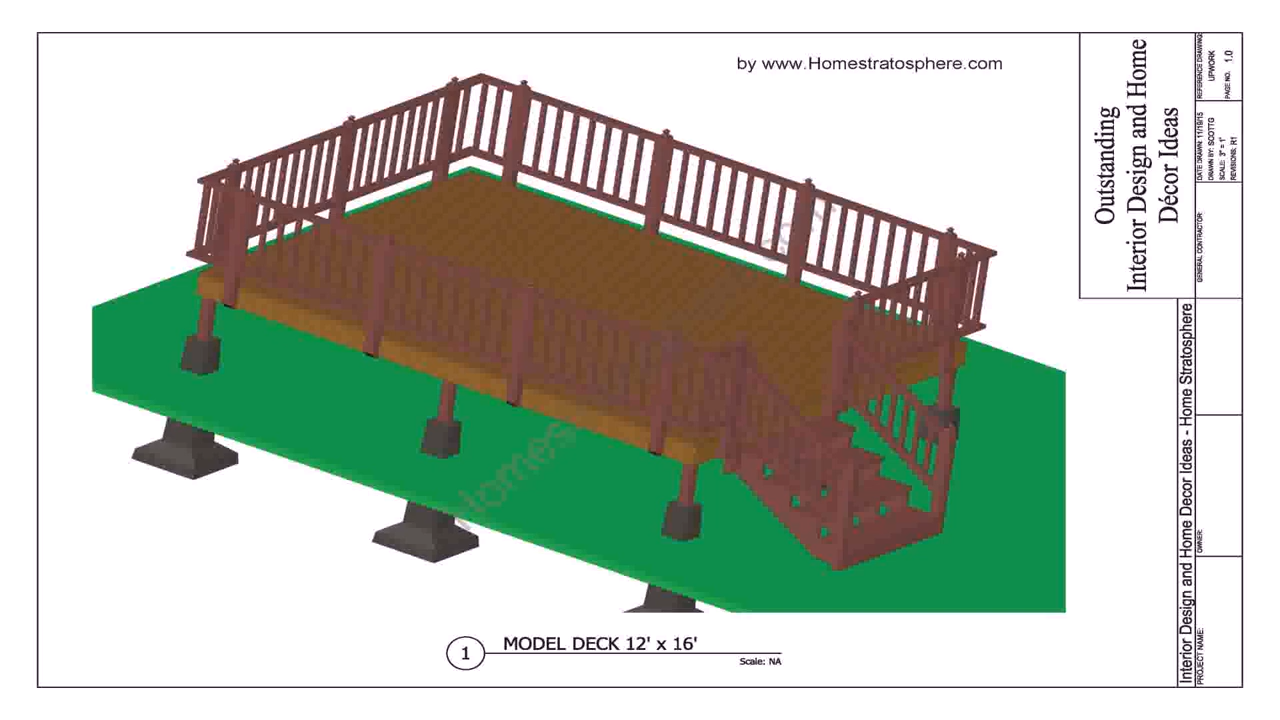 by www.Homestratosphere.com
Outstanding
Interior Design and Home
Décor Ideas
REFERENCE DRAWING:
UPWORK
PAGE NO. 1.0
DATE DRAWN: 11/19/15
DRAWN BY: SCOTTG
SCALE: 3" = 1'
REVISIONS: R1
GENERAL CONTRACTOR:
OWNER:
Interior Design and Home Decor Ideas - Home Stratosphere
PROJECT NAME:
1
MODEL DECK 12' x 16'
Scale: NA